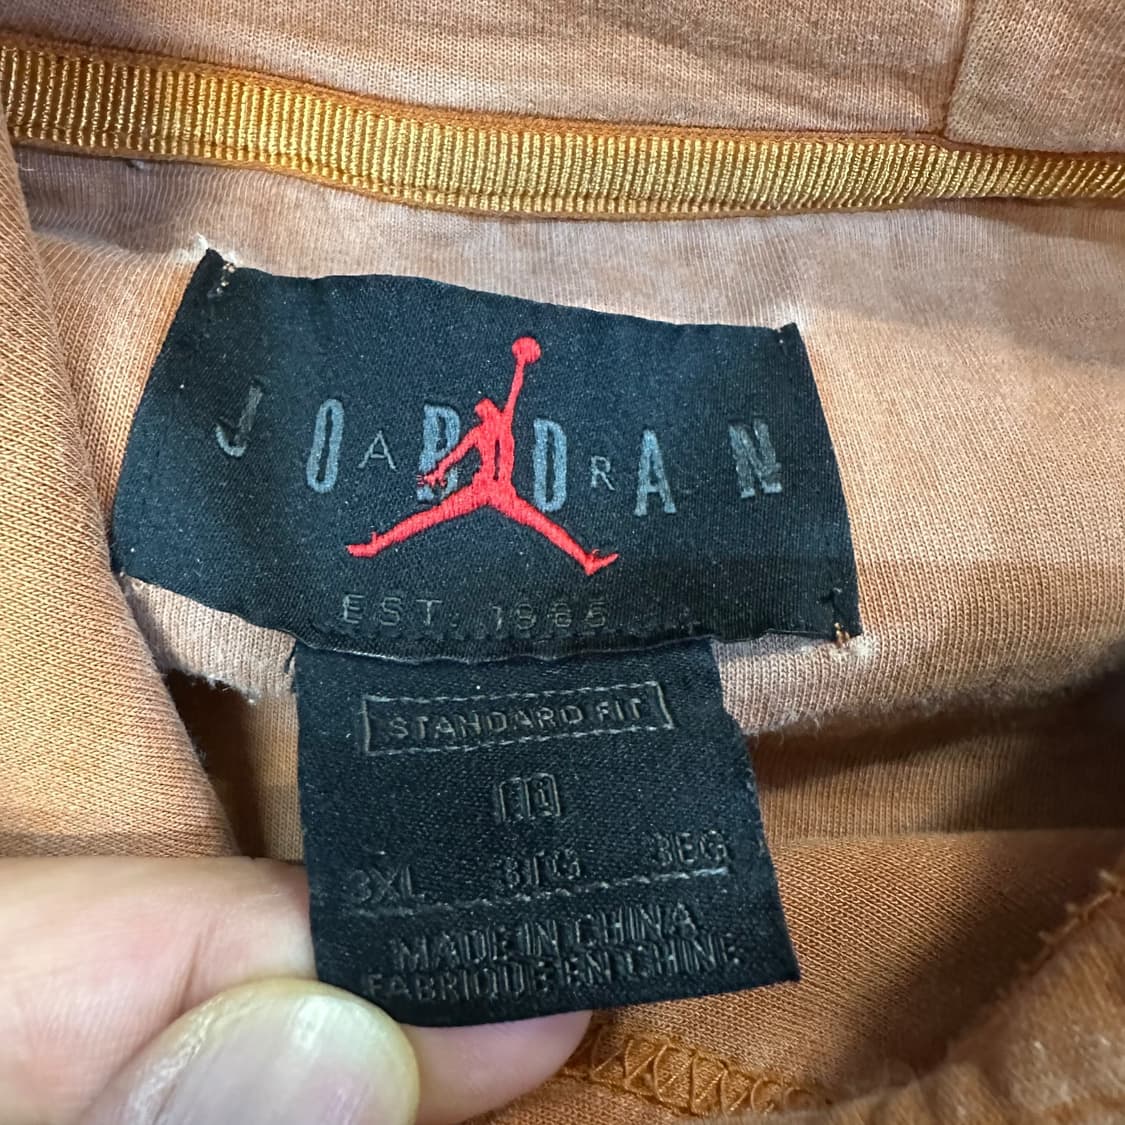 JORDAN
AIR
EST. 1985
STANDARD FIT
3XL 3TG 3EG
MADE IN CHINA
FABRIQUE EN CHINE